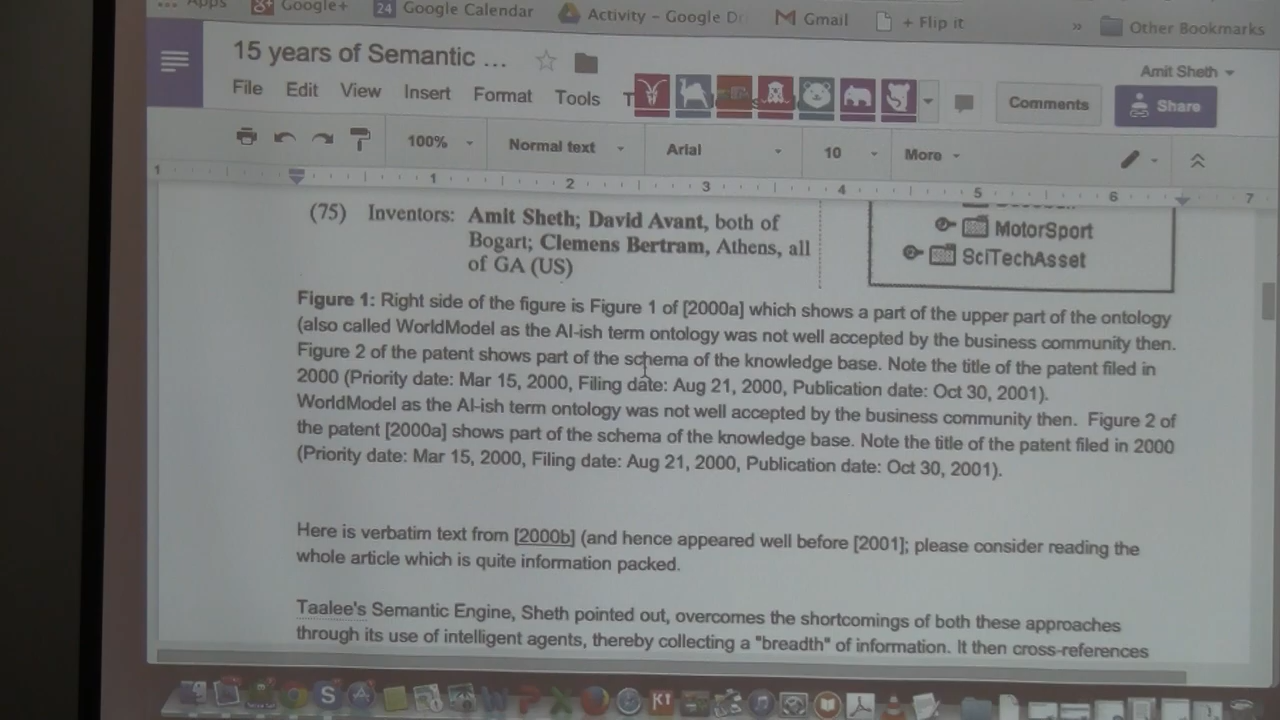 Apps Google+ 24 Google Calendar Activity – Google Dr Gmail + Flip it » Other Bookmarks
15 years of Semantic ...
Amit Sheth
File Edit View Insert Format Tools T
Comments Share
100% Normal text Arial 10 More
1 1 2 3 4 5 6 7
(75) Inventors: Amit Sheth; David Avant, both of
Bogart; Clemens Bertram, Athens, all
of GA (US)
MotorSport
SciTechAsset
Figure 1: Right side of the figure is Figure 1 of [2000a] which shows a part of the upper part of the ontology
(also called WorldModel as the AI-ish term ontology was not well accepted by the business community then.
Figure 2 of the patent shows part of the schema of the knowledge base. Note the title of the patent filed in
2000 (Priority date: Mar 15, 2000, Filing date: Aug 21, 2000, Publication date: Oct 30, 2001).
WorldModel as the AI-ish term ontology was not well accepted by the business community then. Figure 2 of
the patent [2000a] shows part of the schema of the knowledge base. Note the title of the patent filed in 2000
(Priority date: Mar 15, 2000, Filing date: Aug 21, 2000, Publication date: Oct 30, 2001).
Here is verbatim text from [2000b] (and hence appeared well before [2001]; please consider reading the
whole article which is quite information packed.
Taalee's Semantic Engine, Sheth pointed out, overcomes the shortcomings of both these approaches
through its use of intelligent agents, thereby collecting a "breadth" of information. It then cross-references